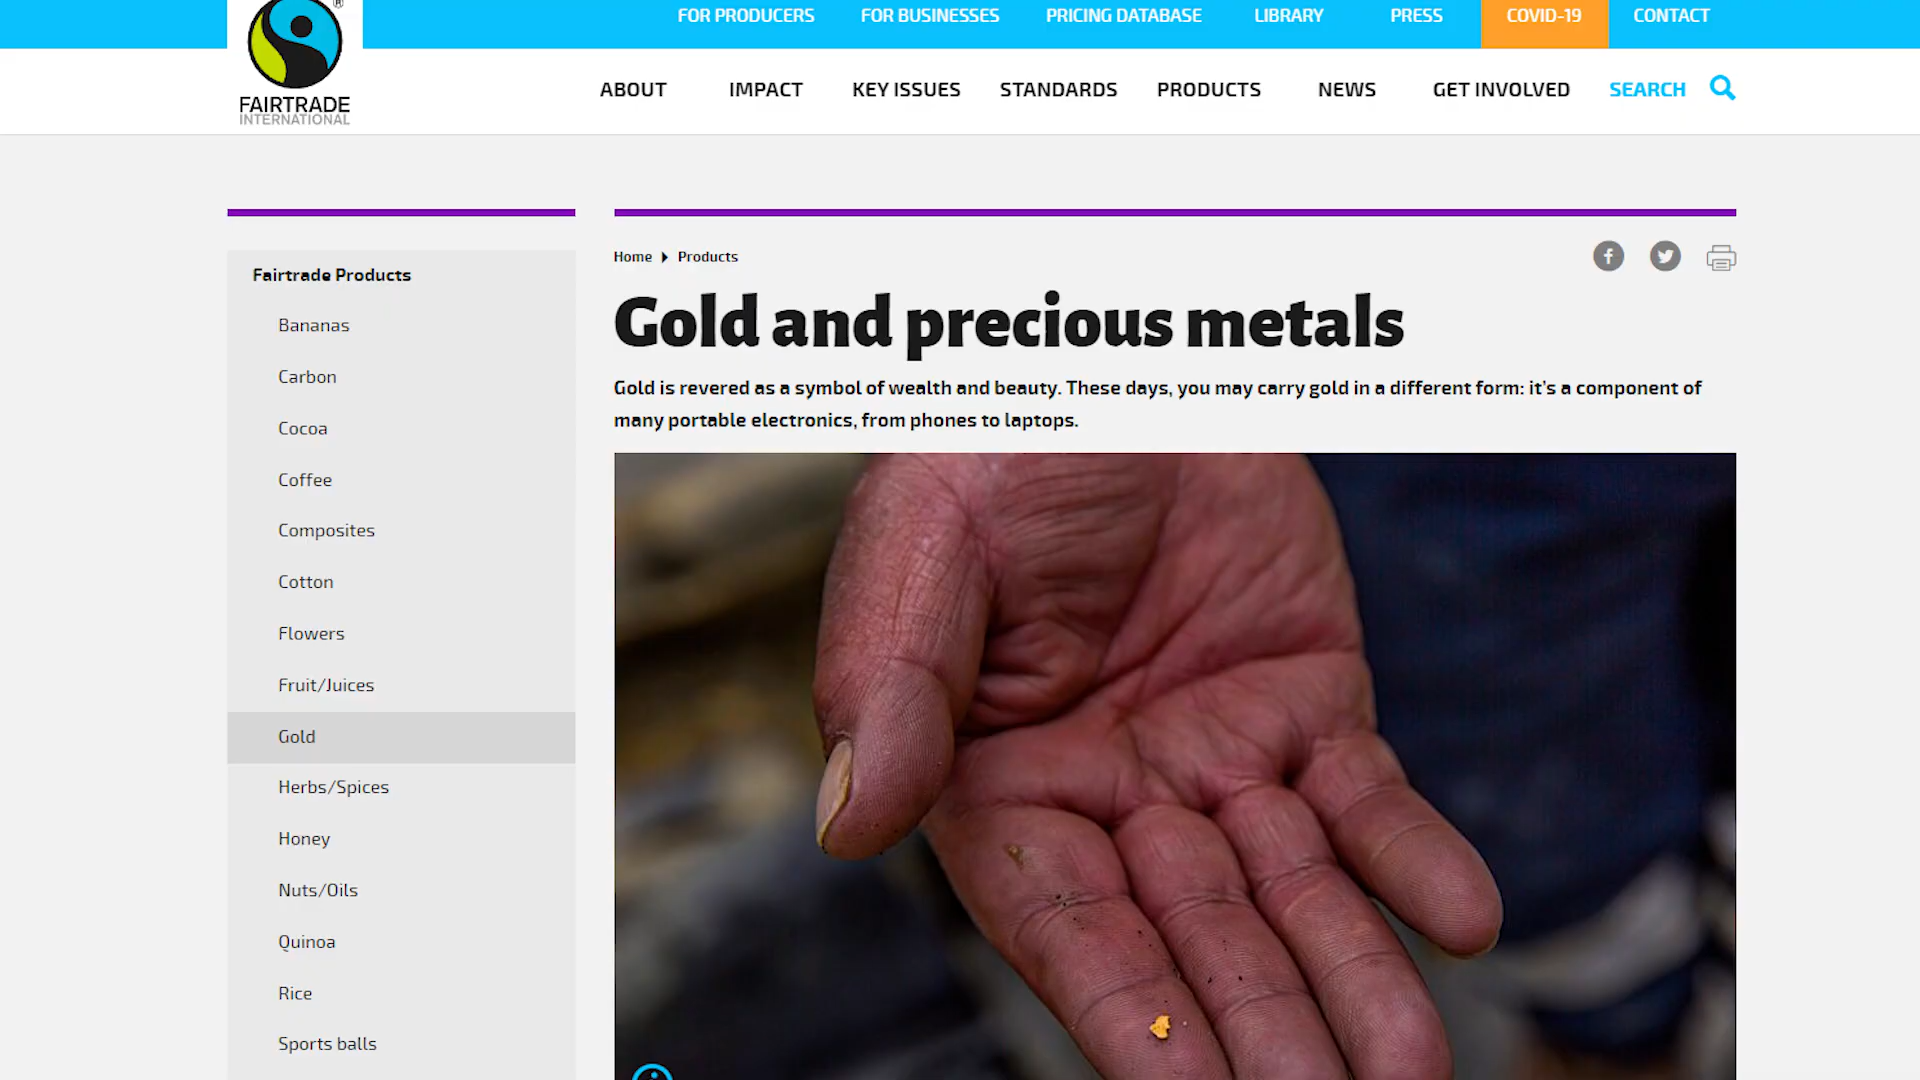 FOR PRODUCERS
FOR BUSINESSES
PRICING DATABASE
LIBRARY
PRESS
COVID-19
CONTACT
®
FAIRTRADE
INTERNATIONAL
ABOUT
IMPACT
KEY ISSUES
STANDARDS
PRODUCTS
NEWS
GET INVOLVED
SEARCH
Fairtrade Products
Bananas
Carbon
Cocoa
Coffee
Composites
Cotton
Flowers
Fruit/Juices
Gold
Herbs/Spices
Honey
Nuts/Oils
Quinoa
Rice
Sports balls
Home
Products
Gold and precious metals
Gold is revered as a symbol of wealth and beauty. These days, you may carry gold in a different form: it’s a component of
many portable electronics, from phones to laptops.